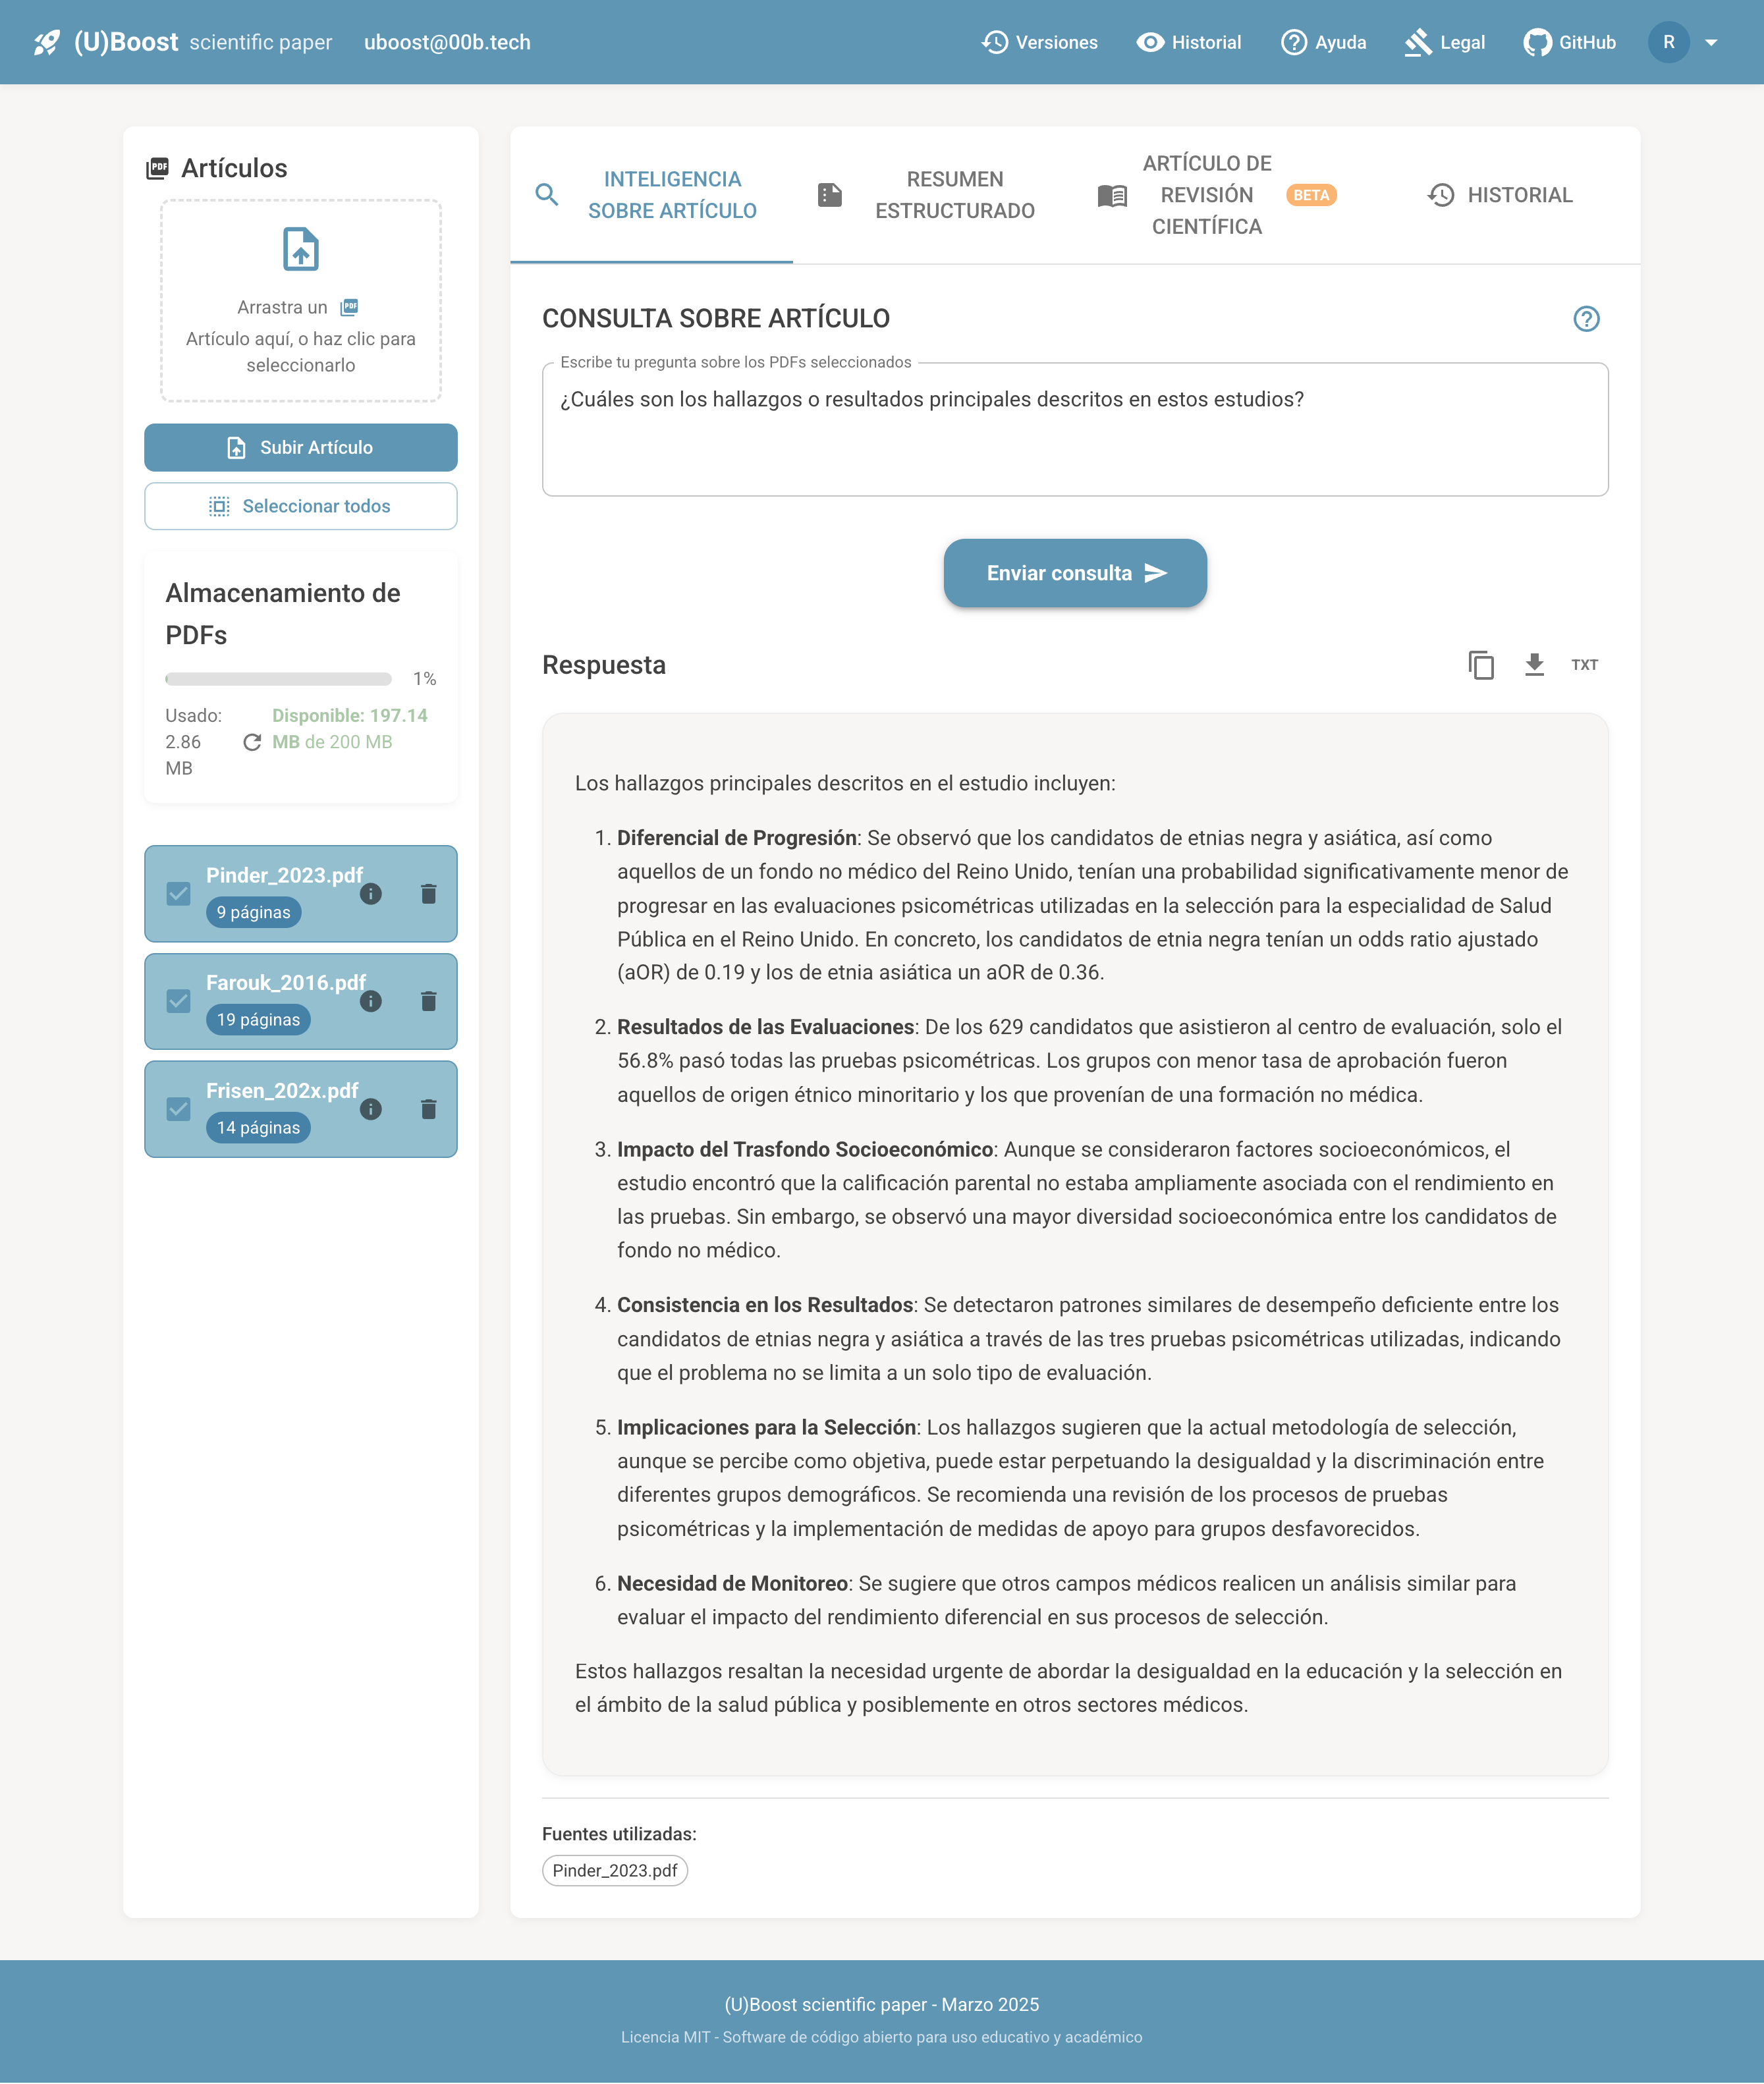 (U)Boost scientific paper uboost@00b.tech Versiones Historial Ayuda Legal GitHub R
PDF Artículos
Arrastra un PDF
Artículo aquí, o haz clic para
seleccionarlo
Subir Artículo
Seleccionar todos
Almacenamiento de
PDFs
1%
Usado:
2.86
MB
Disponible: 197.14
MB de 200 MB
Pinder_2023.pdf
9 páginas
Farouk_2016.pdf
19 páginas
Frisen_202x.pdf
14 páginas
INTELIGENCIA
SOBRE ARTÍCULO
RESUMEN
ESTRUCTURADO
ARTÍCULO DE
REVISIÓN
CIENTÍFICA
BETA
HISTORIAL
CONSULTA SOBRE ARTÍCULO
Escribe tu pregunta sobre los PDFs seleccionados
¿Cuáles son los hallazgos o resultados principales descritos en estos estudios?
Enviar consulta
Respuesta
TXT
Los hallazgos principales descritos en el estudio incluyen:
1. Diferencial de Progresión: Se observó que los candidatos de etnias negra y asiática, así como
aquellos de un fondo no médico del Reino Unido, tenían una probabilidad significativamente menor de
progresar en las evaluaciones psicométricas utilizadas en la selección para la especialidad de Salud
Pública en el Reino Unido. En concreto, los candidatos de etnia negra tenían un odds ratio ajustado
(aOR) de 0.19 y los de etnia asiática un aOR de 0.36.
2. Resultados de las Evaluaciones: De los 629 candidatos que asistieron al centro de evaluación, solo el
56.8% pasó todas las pruebas psicométricas. Los grupos con menor tasa de aprobación fueron
aquellos de origen étnico minoritario y los que provenían de una formación no médica.
3. Impacto del Trasfondo Socioeconómico: Aunque se consideraron factores socioeconómicos, el
estudio encontró que la calificación parental no estaba ampliamente asociada con el rendimiento en
las pruebas. Sin embargo, se observó una mayor diversidad socioeconómica entre los candidatos de
fondo no médico.
4. Consistencia en los Resultados: Se detectaron patrones similares de desempeño deficiente entre los
candidatos de etnias negra y asiática a través de las tres pruebas psicométricas utilizadas, indicando
que el problema no se limita a un solo tipo de evaluación.
5. Implicaciones para la Selección: Los hallazgos sugieren que la actual metodología de selección,
aunque se percibe como objetiva, puede estar perpetuando la desigualdad y la discriminación entre
diferentes grupos demográficos. Se recomienda una revisión de los procesos de pruebas
psicométricas y la implementación de medidas de apoyo para grupos desfavorecidos.
6. Necesidad de Monitoreo: Se sugiere que otros campos médicos realicen un análisis similar para
evaluar el impacto del rendimiento diferencial en sus procesos de selección.
Estos hallazgos resaltan la necesidad urgente de abordar la desigualdad en la educación y la selección en
el ámbito de la salud pública y posiblemente en otros sectores médicos.
Fuentes utilizadas:
Pinder_2023.pdf
(U)Boost scientific paper - Marzo 2025
Licencia MIT - Software de código abierto para uso educativo y académico